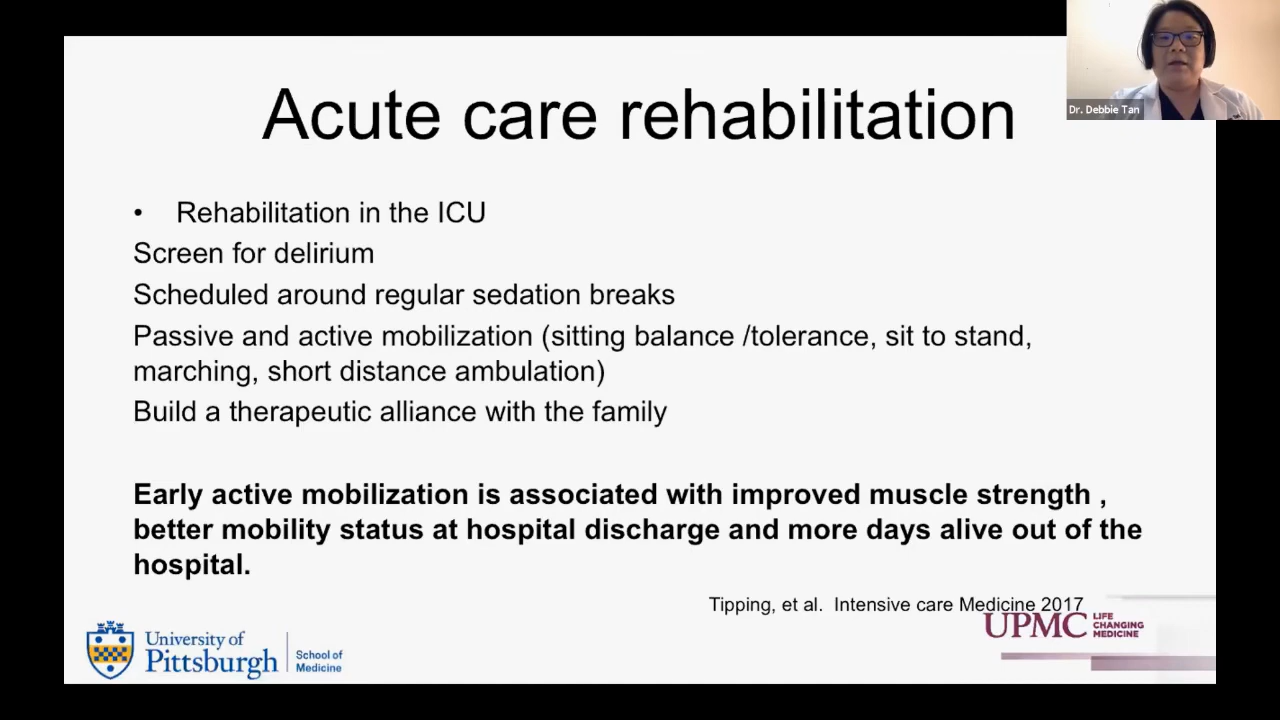 Acute care rehabilitation
Dr. Debbie Tan
• Rehabilitation in the ICU
Screen for delirium
Scheduled around regular sedation breaks
Passive and active mobilization (sitting balance /tolerance, sit to stand,
marching, short distance ambulation)
Build a therapeutic alliance with the family
Early active mobilization is associated with improved muscle strength ,
better mobility status at hospital discharge and more days alive out of the
hospital.
Tipping, et al. Intensive care Medicine 2017
University of
Pittsburgh
School of
Medicine
UPMC
LIFE
CHANGING
MEDICINE